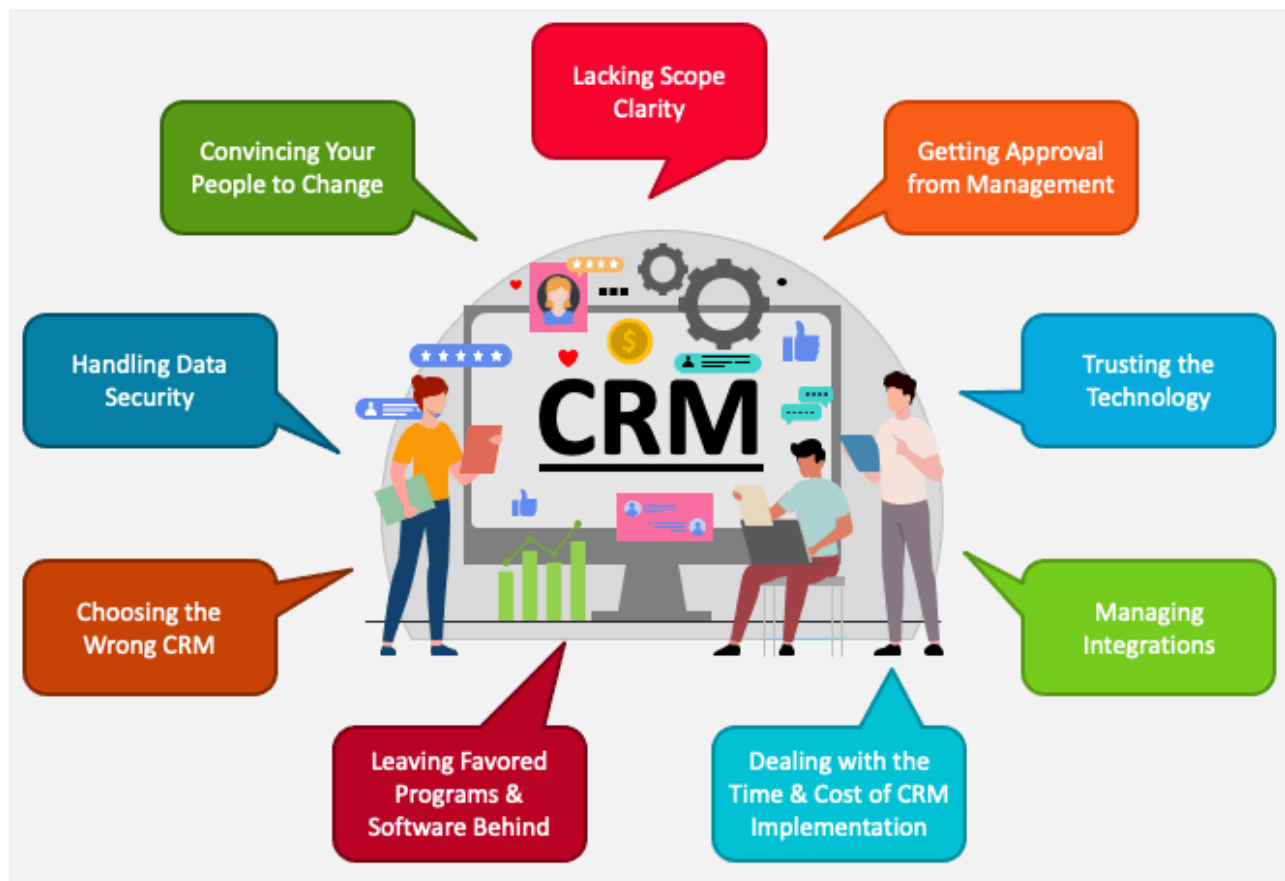 Lacking Scope
Clarity
Convincing Your
People to Change
Getting Approval
from Management
Handling Data
Security
CRM
Trusting the
Technology
Choosing the
Wrong CRM
Managing
Integrations
Leaving Favored
Programs &
Software Behind
Dealing with the
Time & Cost of CRM
Implementation